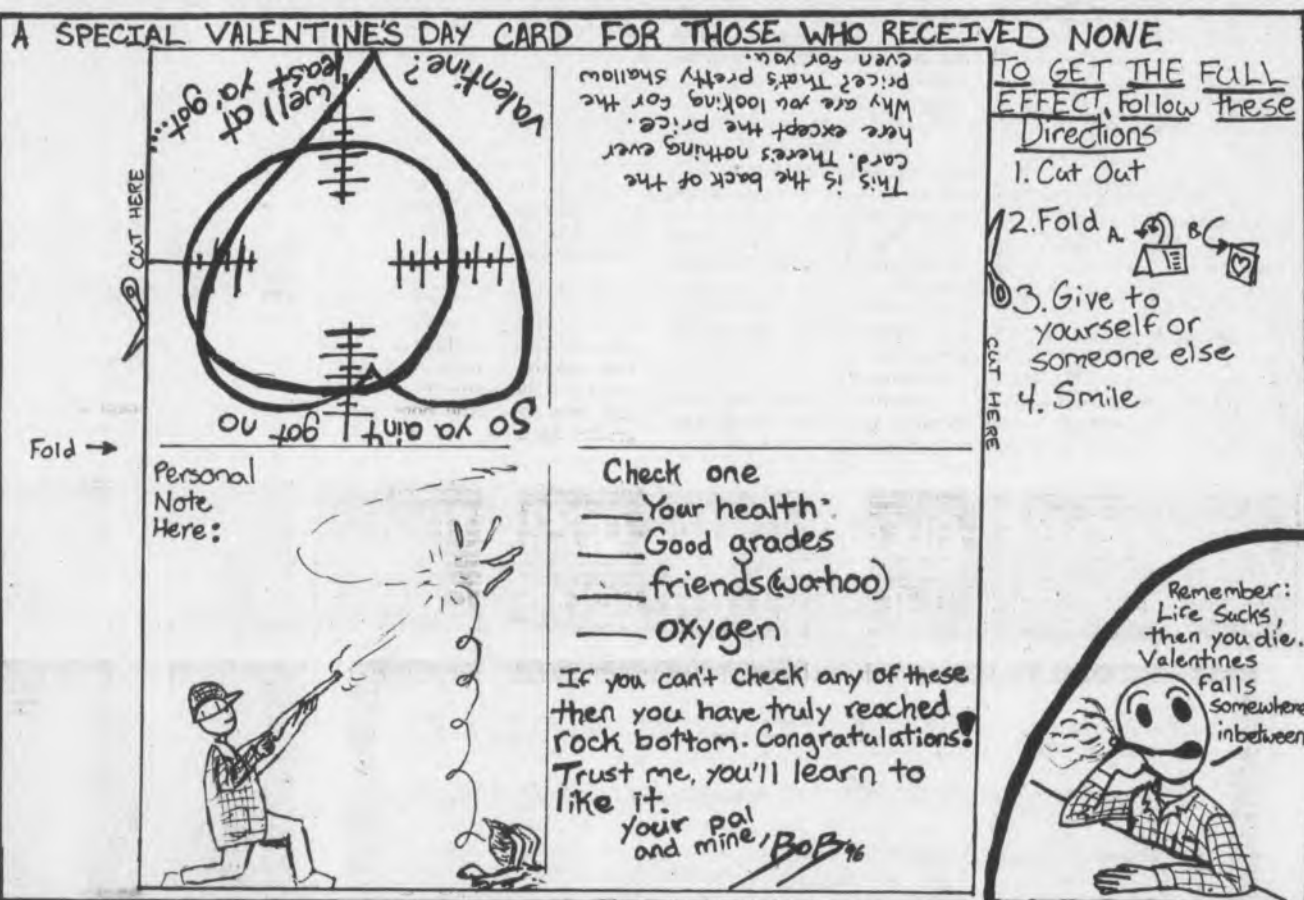 A SPECIAL VALENTINE'S DAY CARD FOR THOSE WHO RECEIVED NONE
So ya ain't got no
Valentine?
Well at
least ya' got...
This is the back of the
card. There's nothing ever
here except the price.
Why are you looking for the
price? That's pretty shallow
even for you.
CUT HERE
Fold →
Personal
Note
Here:
Check one
Your health
Good grades
friends (wahoo)
oxygen
If you can't check any of these
then you have truly reached
rock bottom. Congratulations!
Trust me, you'll learn to
like it.
your pal
and mine, BOB 96
TO GET THE FULL
EFFECT, Follow these
Directions
1. Cut Out
2. Fold A. B.
3. Give to
yourself or
someone else
4. Smile
CUT HERE
Remember:
Life Sucks,
then you die.
Valentines
falls
somewhere
inbetween